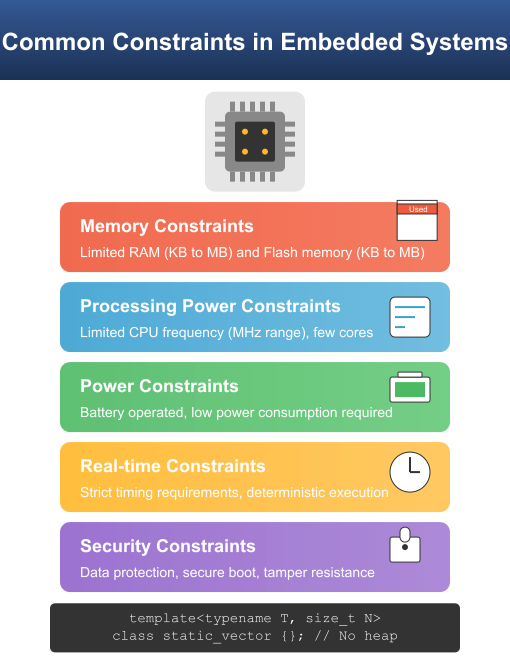 Common Constraints in Embedded Systems
Used
Memory Constraints
Limited RAM (KB to MB) and Flash memory (KB to MB)
Processing Power Constraints
Limited CPU frequency (MHz range), few cores
Power Constraints
Battery operated, low power consumption required
Real-time Constraints
Strict timing requirements, deterministic execution
Security Constraints
Data protection, secure boot, tamper resistance
template<typename T, size_t N>
class static_vector {}; // No heap